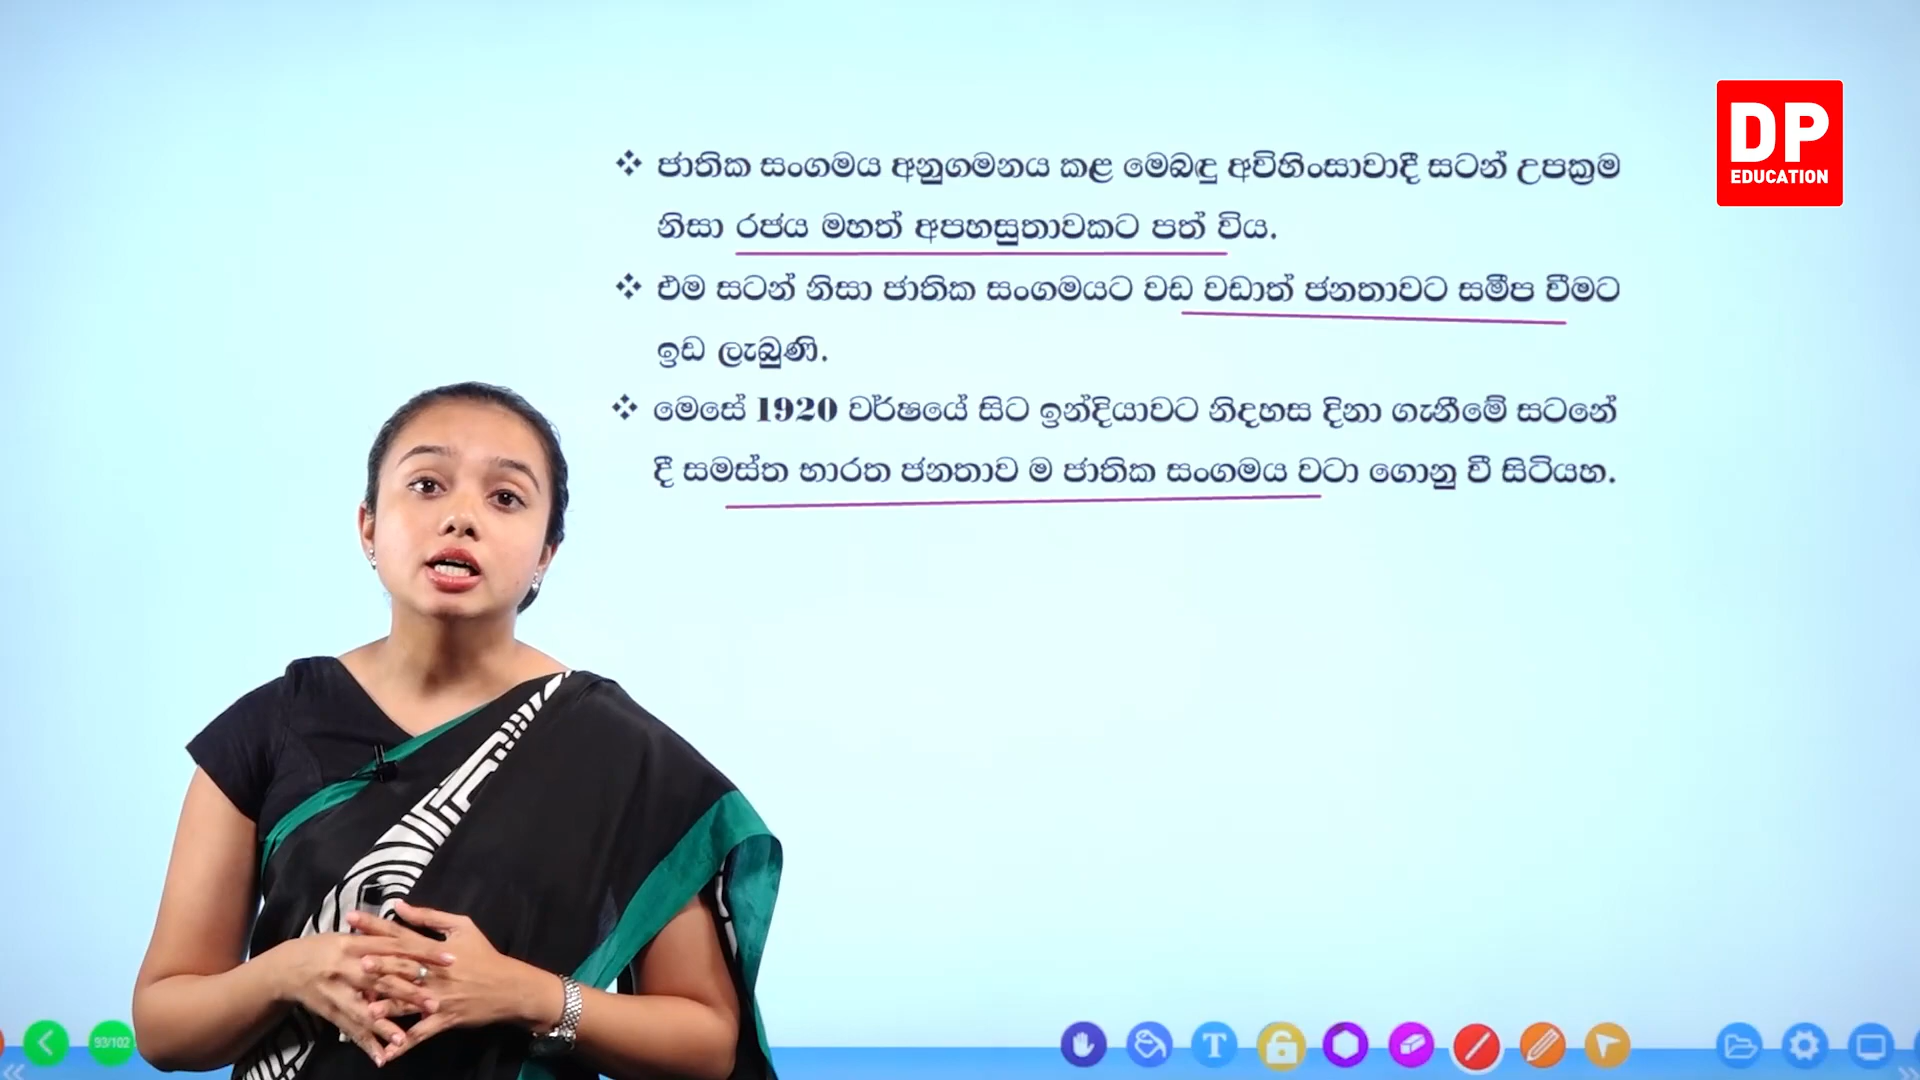 DP
EDUCATION
❖ ජාතික සංගමය අනුගමනය කළ මෙබඳු අවිහිංසාවාදී සටන් උපක්‍රම
නිසා රජය මහත් අපහසුතාවකට පත් විය.
❖ එම සටන් නිසා ජාතික සංගමයට වඩ වඩාත් ජනතාවට සමීප වීමට
ඉඩ ලැබුණි.
❖ මෙසේ 1920 වර්ෂයේ සිට ඉන්දියාවට නිදහස දිනා ගැනීමේ සටනේ
දී සමස්ත භාරත ජනතාව ම ජාතික සංගමය වටා ගොනු වී සිටියහ.
93/102
T